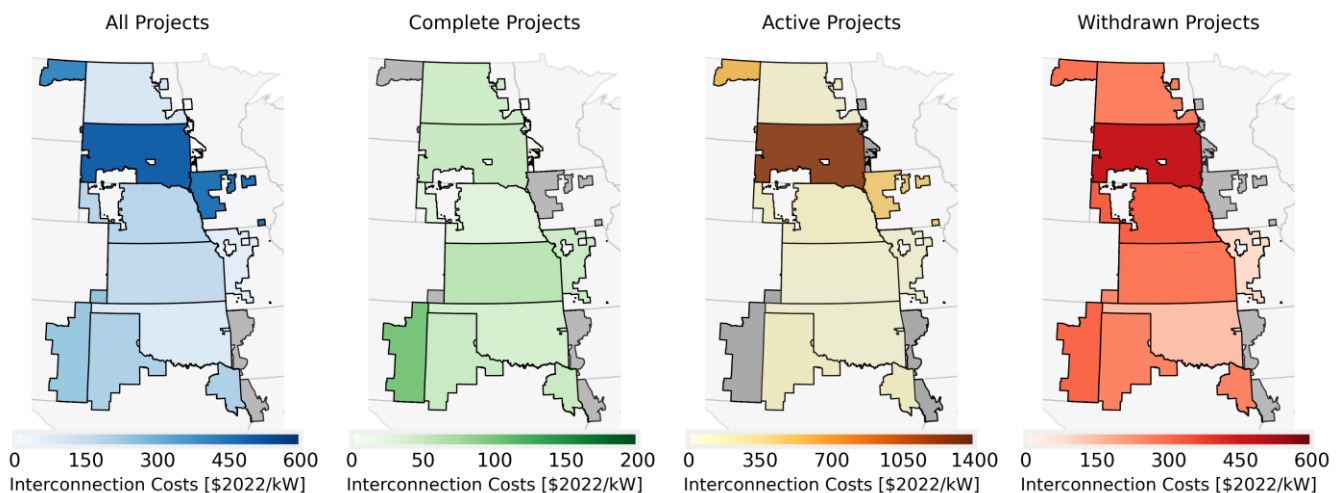 All Projects
Complete Projects
Active Projects
Withdrawn Projects
0 150 300 450 600
0 50 100 150 200
0 350 700 1050 1400
0 150 300 450 600
Interconnection Costs [$2022/kW]
Interconnection Costs [$2022/kW]
Interconnection Costs [$2022/kW]
Interconnection Costs [$2022/kW]